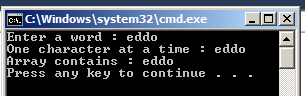 C:\Windows\system32\cmd.exe
Enter a word : eddo
One character at a time : eddo
Array contains : eddo
Press any key to continue . . .